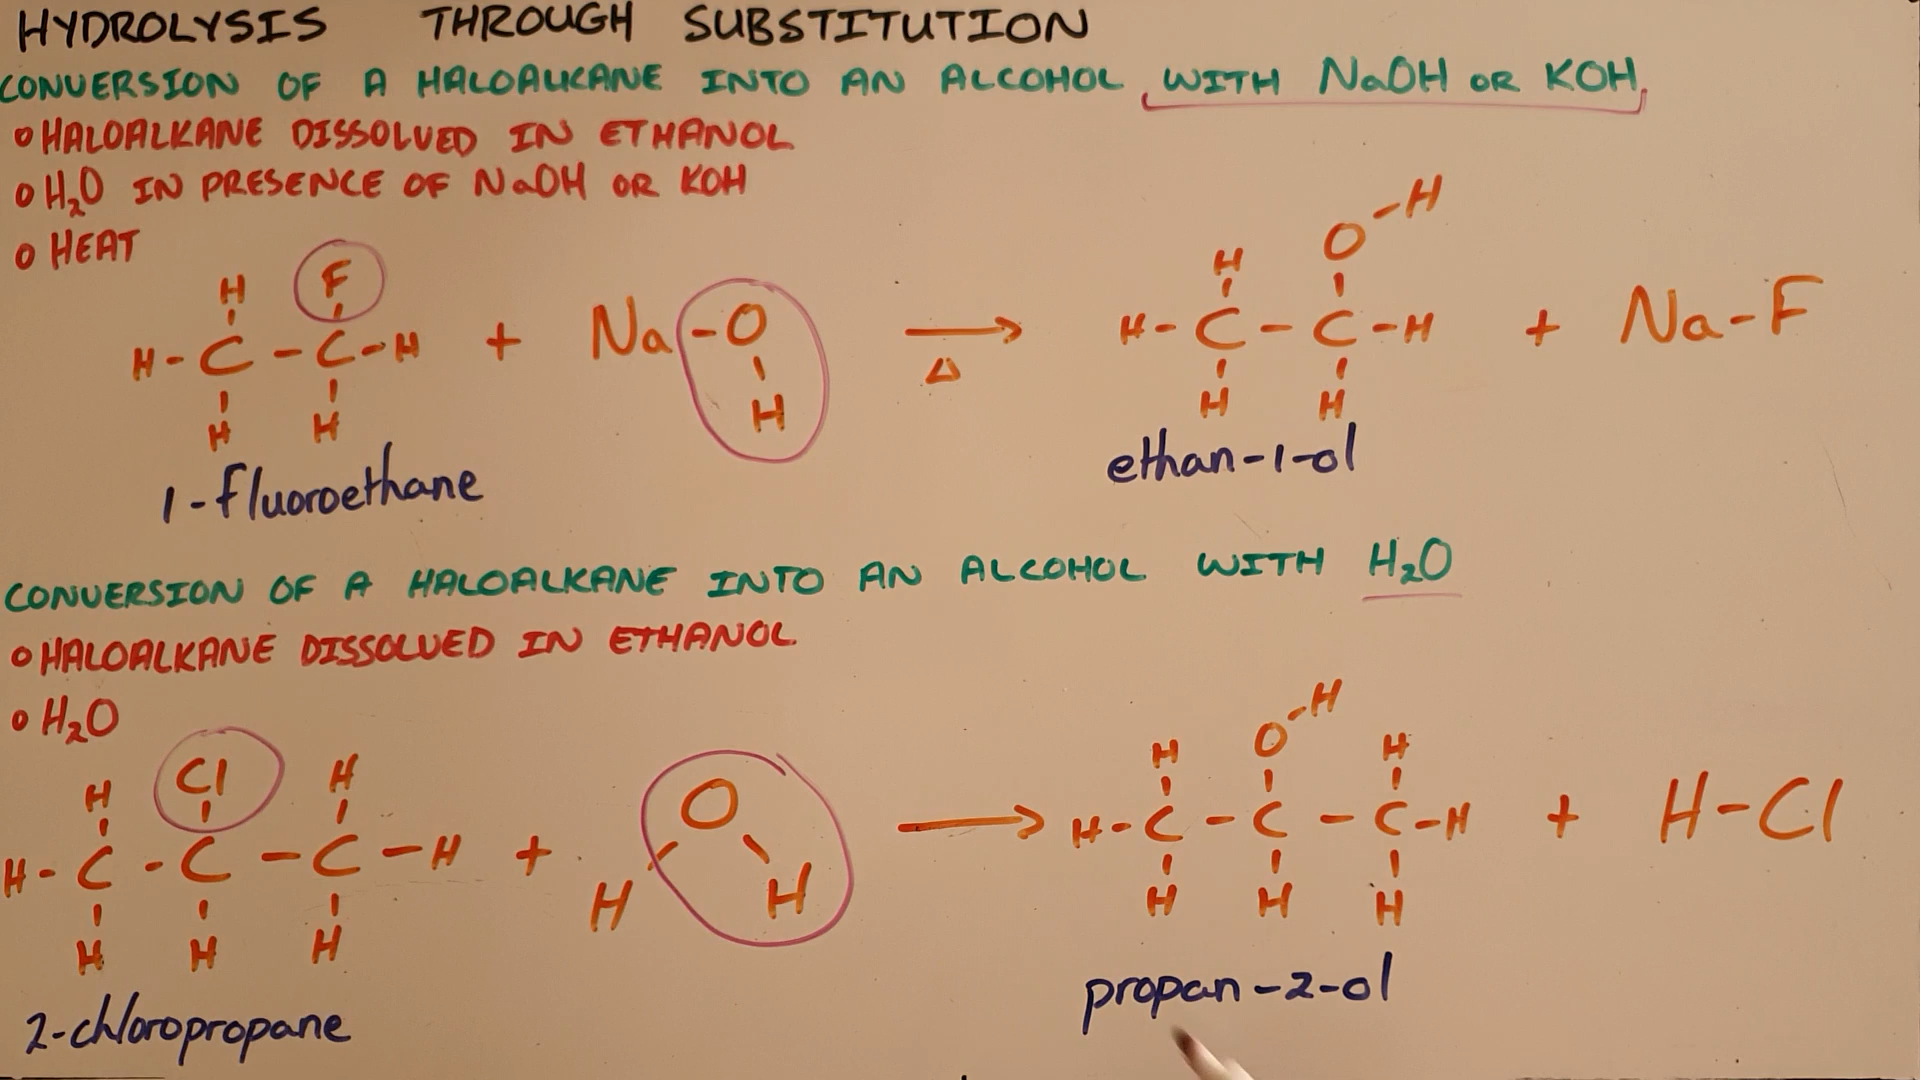 HYDROLYSIS THROUGH SUBSTITUTION
CONVERSION OF A HALOALKANE INTO AN ALCOHOL WITH NaOH OR KOH
o HALOALKANE DISSOLVED IN ETHANOL
o H₂O IN PRESENCE OF NaOH OR KOH
o HEAT
H F H O-H
H-C-C-H + Na-O → H-C-C-H + Na-F
H H H Δ H H
1-fluoroethane ethan-1-ol
CONVERSION OF A HALOALKANE INTO AN ALCOHOL WITH H₂O
o HALOALKANE DISSOLVED IN ETHANOL
o H₂O
H Cl H O H O-H H
H-C-C-C-H + H H → H-C-C-C-H + H-Cl
H H H H H H
2-chloropropane propan-2-ol